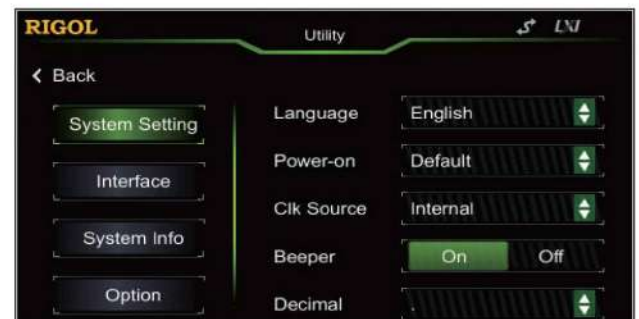 RIGOL
Utility
LXI
Back
System Setting
Interface
System Info
Option
Language English
Power-on Default
Clk Source Internal
Beeper On Off
Decimal .